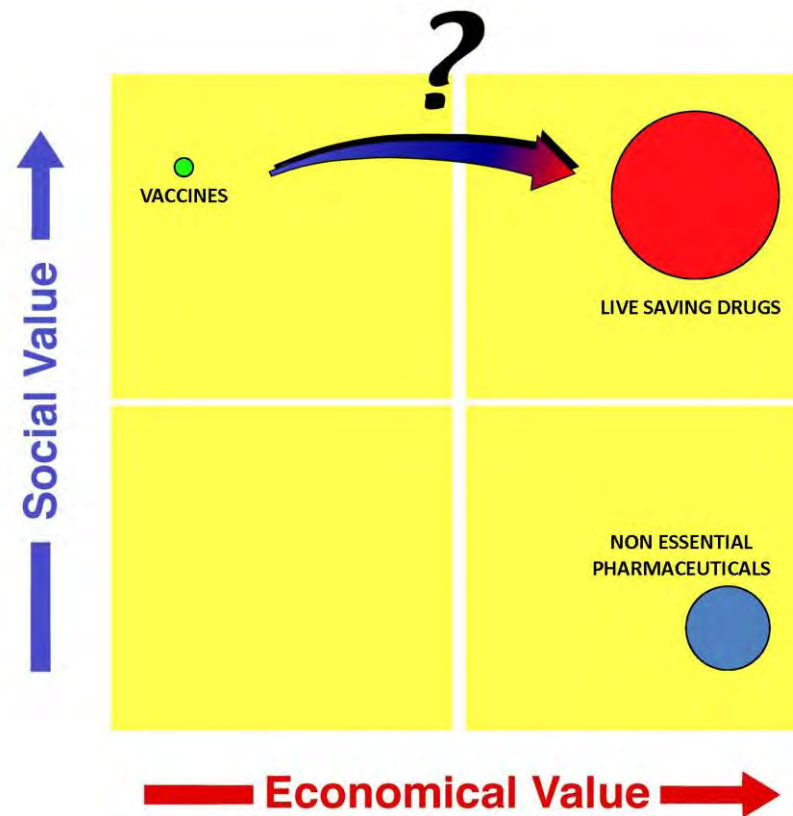 ?
VACCINES
LIVE SAVING DRUGS
NON ESSENTIAL
PHARMACEUTICALS
Social Value
Economical Value